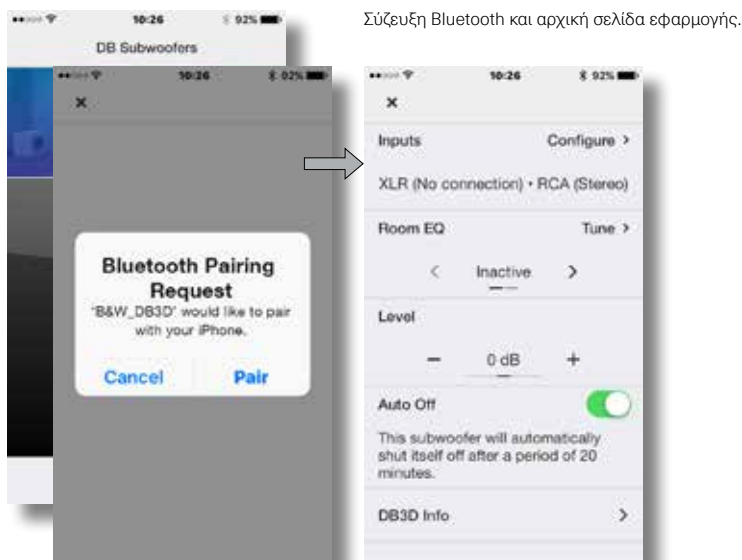 Σύζευξη Bluetooth και αρχική σελίδα εφαρμογής.
10:26 92%
DB Subwoofers
10:26 92%
×
Bluetooth Pairing
Request
"B&W_DB3D" would like to pair
with your iPhone.
Cancel Pair
10:26 92%
×
Inputs Configure >
XLR (No connection) • RCA (Stereo)
Room EQ Tune >
< Inactive >
Level
− 0 dB +
Auto Off
This subwoofer will automatically
shut itself off after a period of 20
minutes.
DB3D Info >